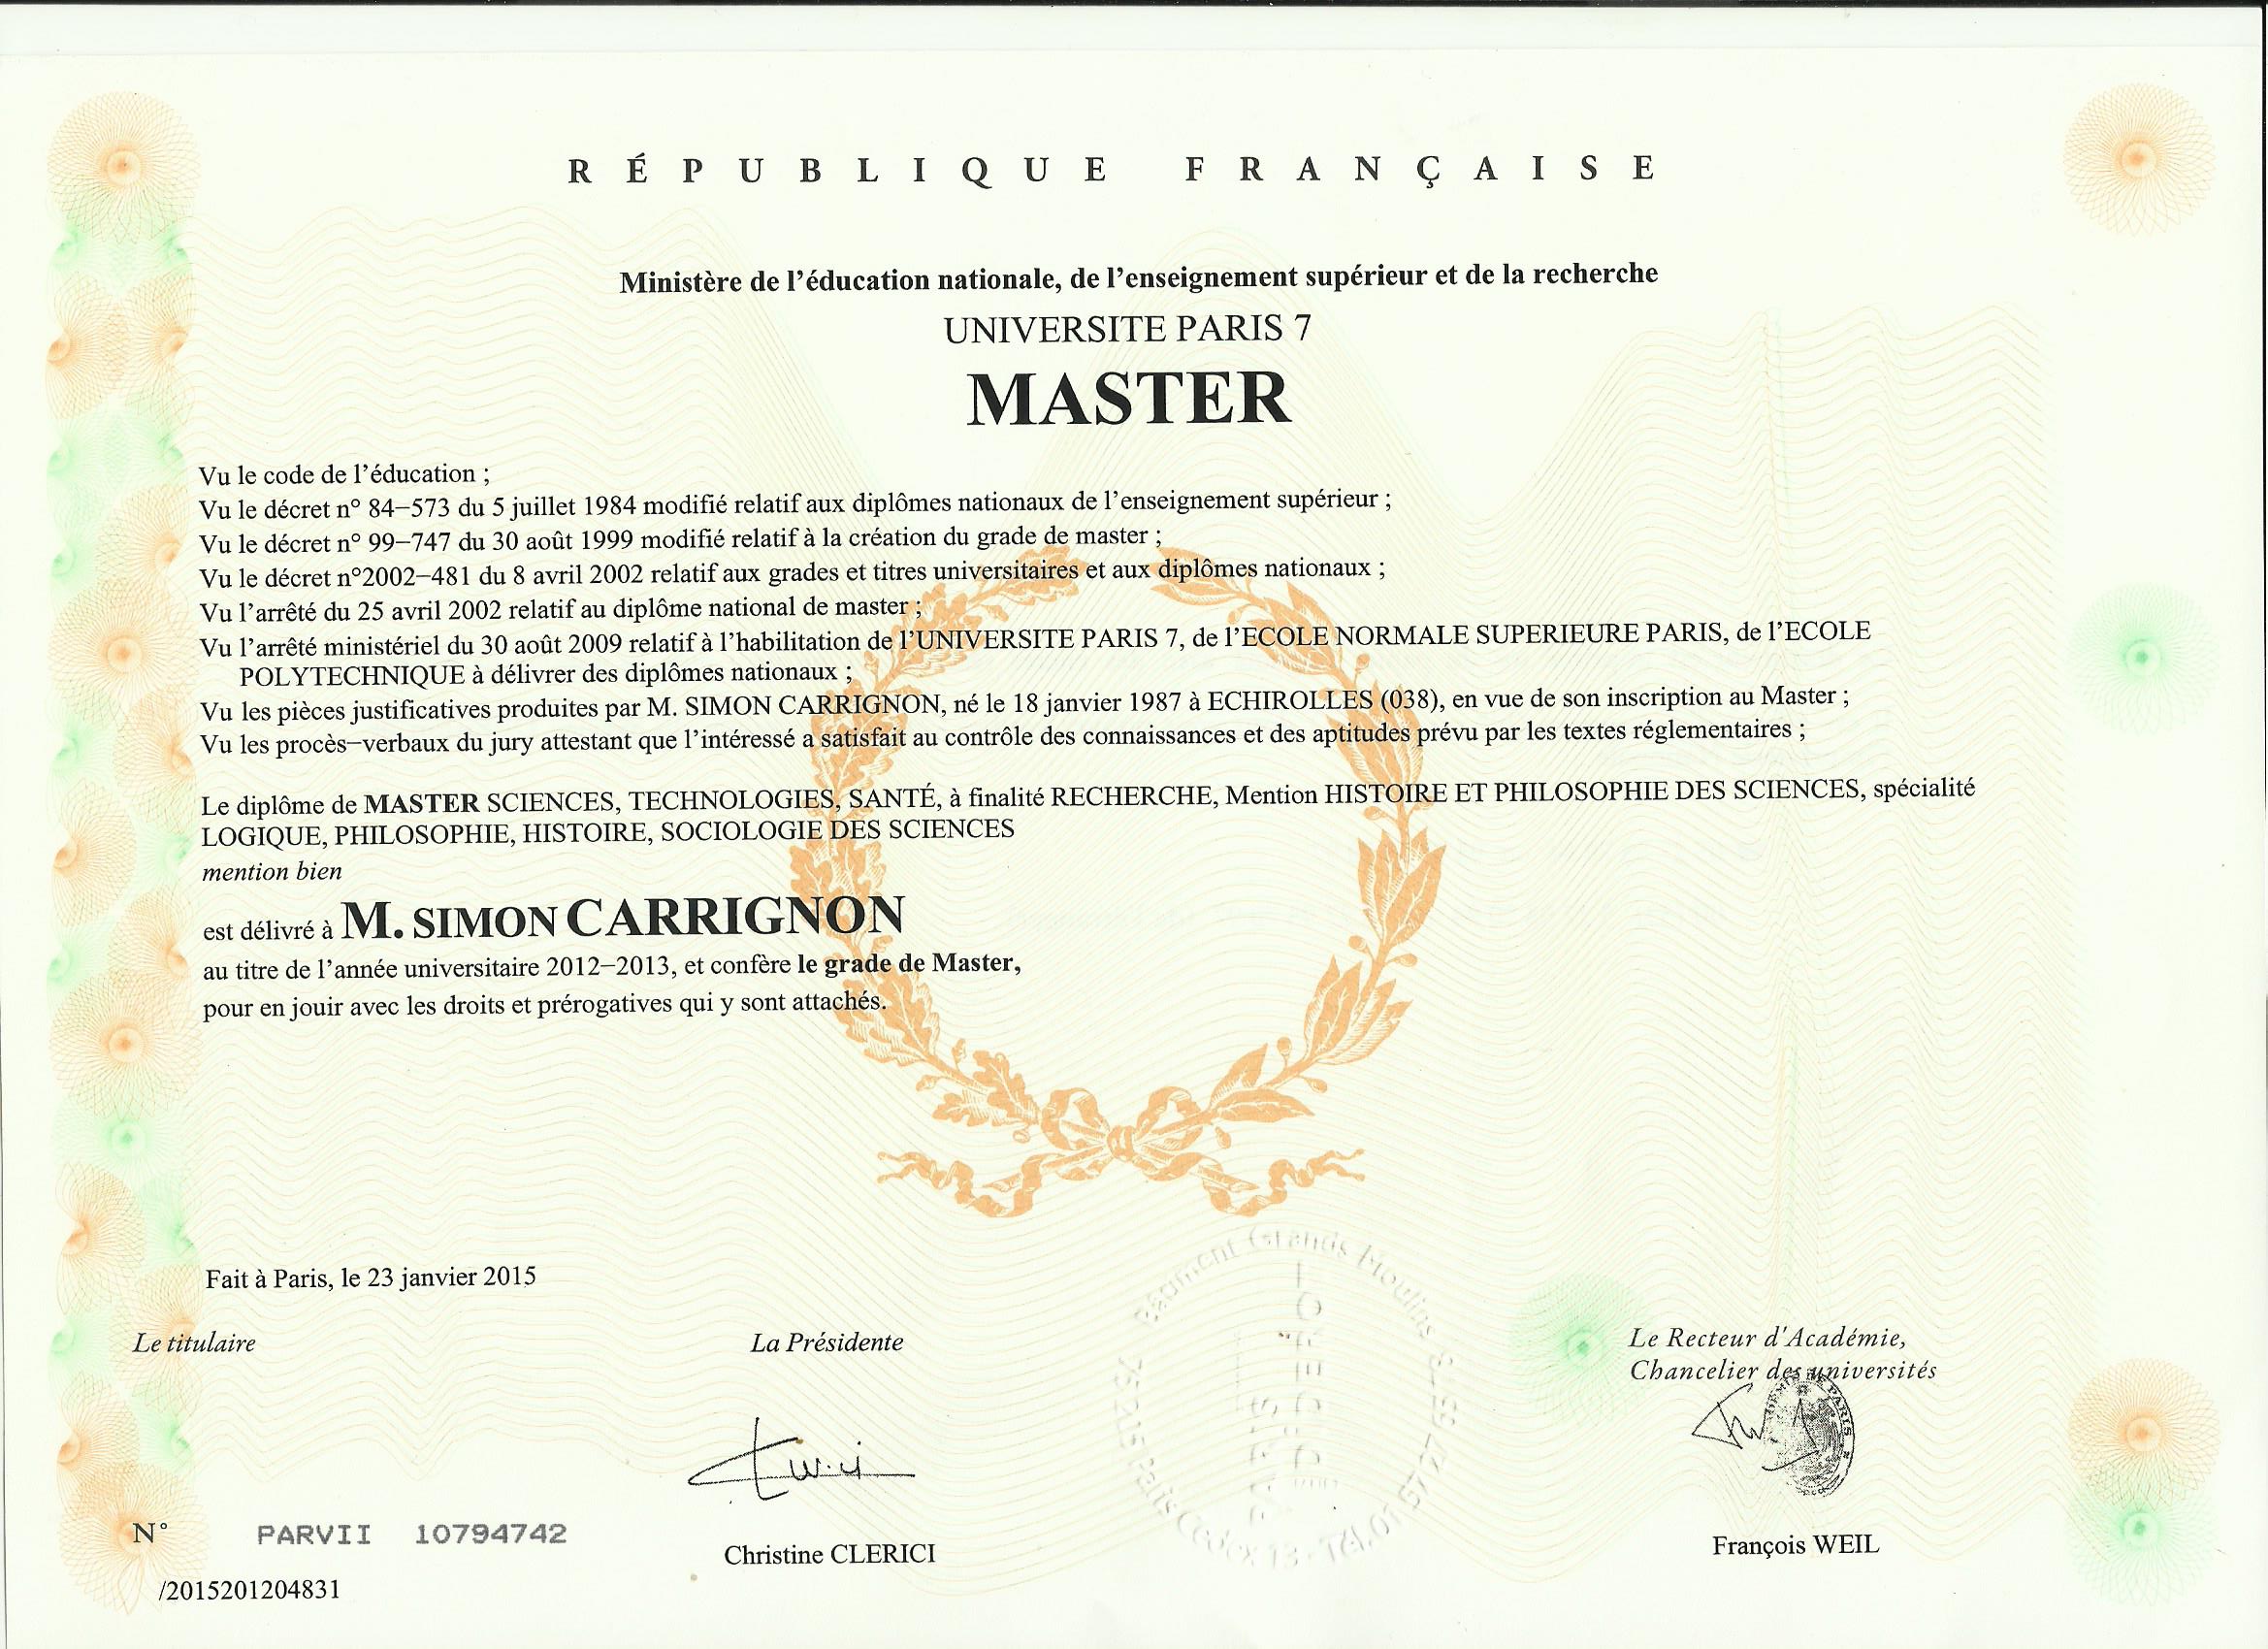 RÉPUBLIQUE FRANÇAISE
Ministère de l'éducation nationale, de l'enseignement supérieur et de la recherche
UNIVERSITE PARIS 7
MASTER
Vu le code de l'éducation ;
Vu le décret n° 84–573 du 5 juillet 1984 modifié relatif aux diplômes nationaux de l'enseignement supérieur ;
Vu le décret n° 99–747 du 30 août 1999 modifié relatif à la création du grade de master ;
Vu le décret n°2002–481 du 8 avril 2002 relatif aux grades et titres universitaires et aux diplômes nationaux ;
Vu l'arrêté du 25 avril 2002 relatif au diplôme national de master ;
Vu l'arrêté ministériel du 30 août 2009 relatif à l'habilitation de l'UNIVERSITE PARIS 7, de l'ECOLE NORMALE SUPERIEURE PARIS, de l'ECOLE
POLYTECHNIQUE à délivrer des diplômes nationaux ;
Vu les pièces justificatives produites par M. SIMON CARRIGNON, né le 18 janvier 1987 à ECHIROLLES (038), en vue de son inscription au Master ;
Vu les procès–verbaux du jury attestant que l'intéressé a satisfait au contrôle des connaissances et des aptitudes prévu par les textes réglementaires ;
Le diplôme de MASTER SCIENCES, TECHNOLOGIES, SANTÉ, à finalité RECHERCHE, Mention HISTOIRE ET PHILOSOPHIE DES SCIENCES, spécialité
LOGIQUE, PHILOSOPHIE, HISTOIRE, SOCIOLOGIE DES SCIENCES
mention bien
est délivré à M. SIMON CARRIGNON
au titre de l'année universitaire 2012–2013, et confère le grade de Master,
pour en jouir avec les droits et prérogatives qui y sont attachés.
Fait à Paris, le 23 janvier 2015
Le titulaire
La Présidente
Le Recteur d'Académie,
Chancelier des universités
Christine CLERICI
François WEIL
N° PARVII 10794742
/2015201204831
Grands Moulins